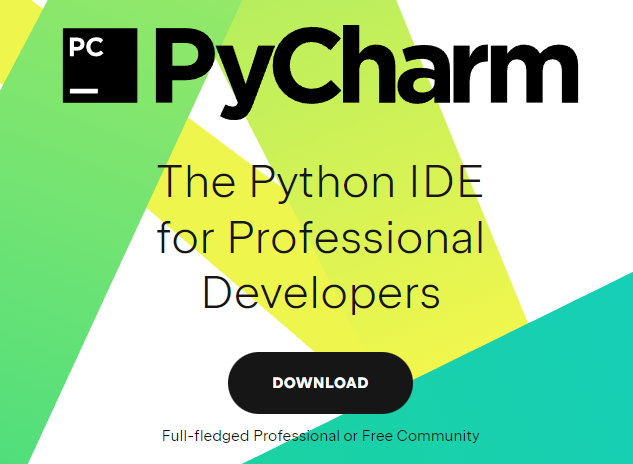 PC
PyCharm
The Python IDE
for Professional
Developers
DOWNLOAD
Full-fledged Professional or Free Community